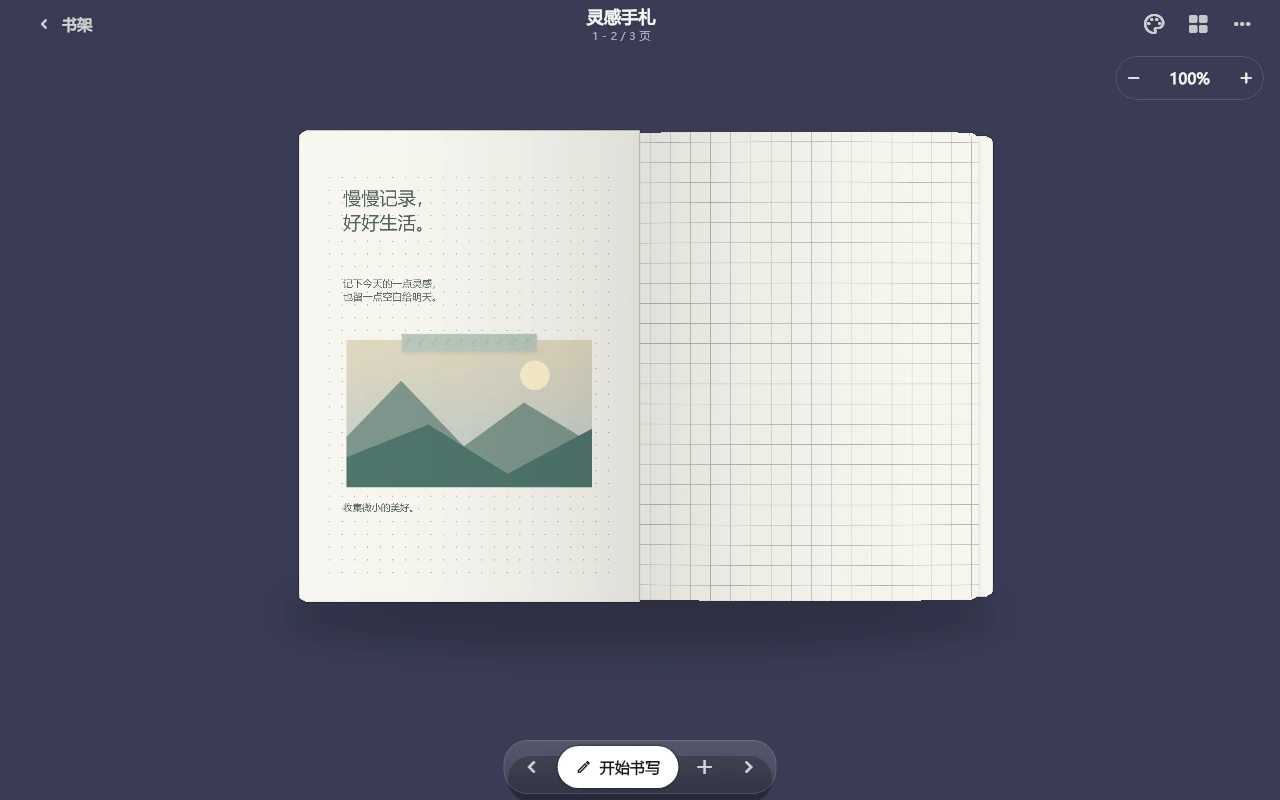 书架
灵感手札
1 - 2 / 3 页
100%
慢慢记录，
好好生活。
记下今天的一点灵感，
也留一点空白给明天。
收集微小的美好。
开始书写